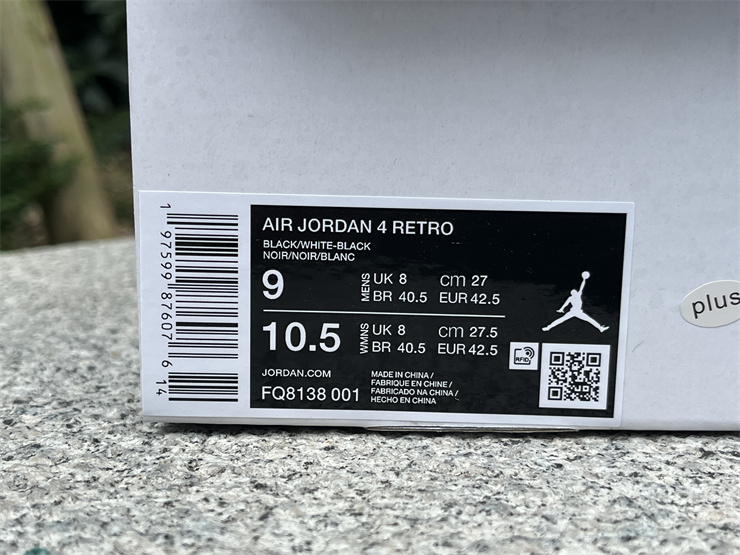 AIR JORDAN 4 RETRO
BLACK/WHITE-BLACK
NOIR/NOIR/BLANC
9 MENS UK 8 cm 27
BR 40.5 EUR 42.5
10.5 WMNS UK 8 cm 27.5
BR 40.5 EUR 42.5
JORDAN.COM
FQ8138 001
MADE IN CHINA /
FABRIQUE EN CHINE /
FABRICADO NA CHINA /
HECHO EN CHINA
RFID
1 97599 87607 6 14
plus